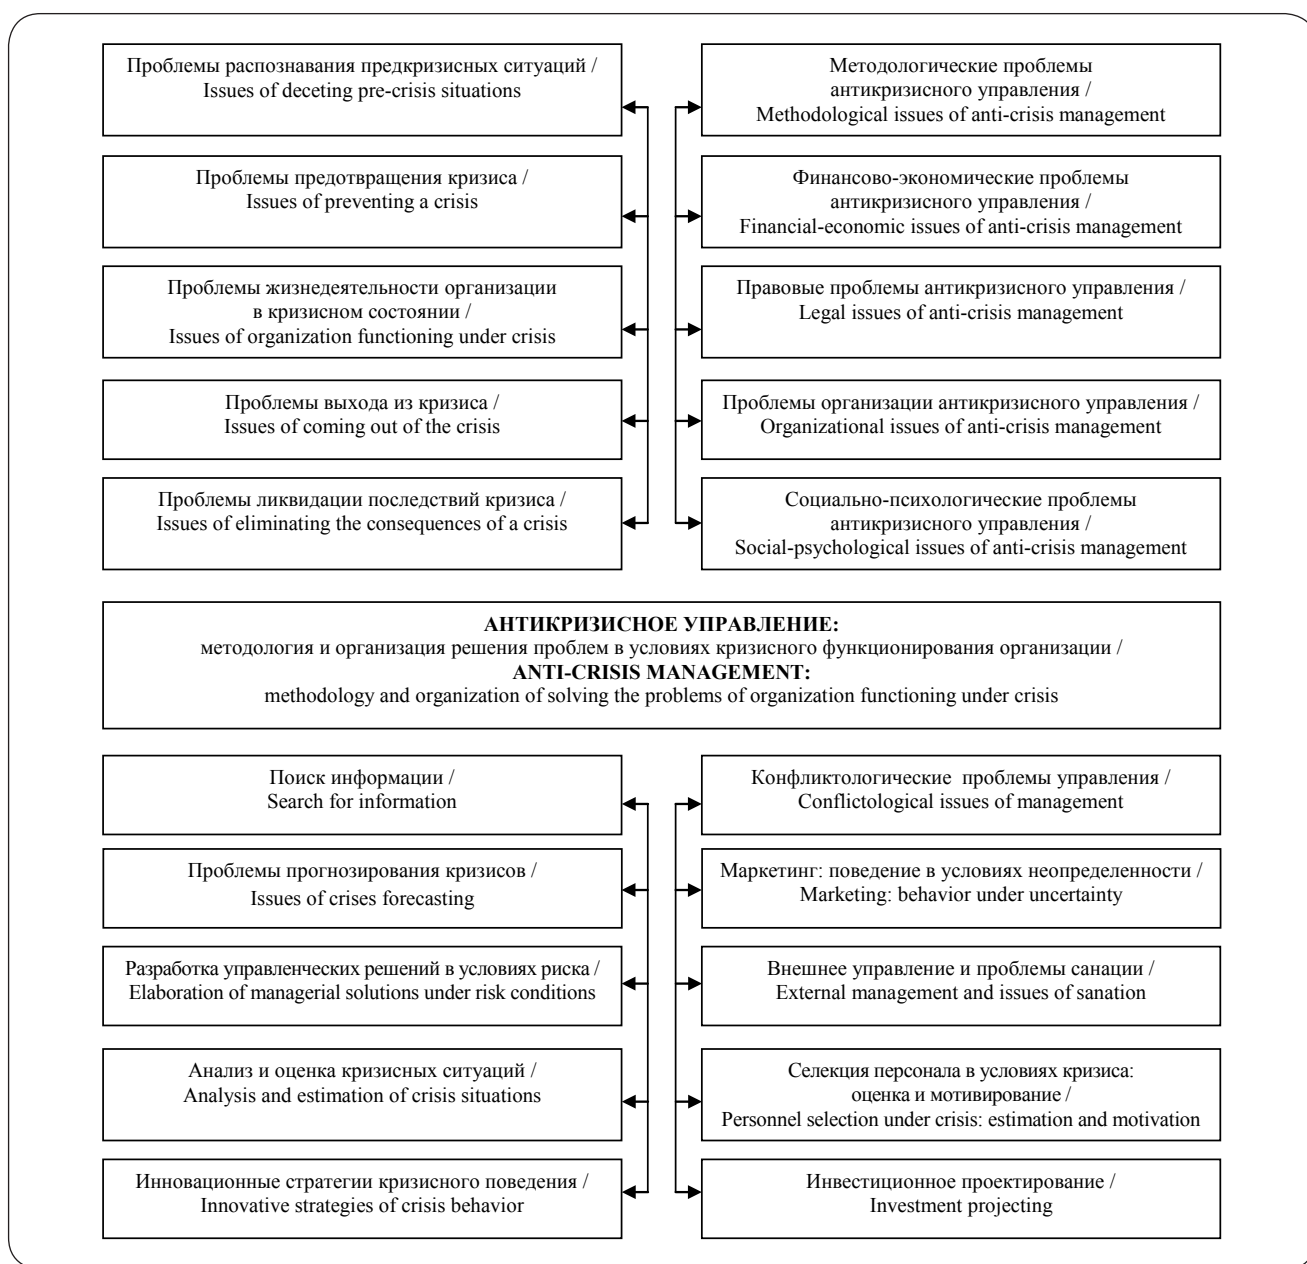 Проблемы распознавания предкризисных ситуаций /
Issues of deceting pre-crisis situations
Методологические проблемы
антикризисного управления /
Methodological issues of anti-crisis management
Проблемы предотвращения кризиса /
Issues of preventing a crisis
Финансово-экономические проблемы
антикризисного управления /
Financial-economic issues of anti-crisis management
Проблемы жизнедеятельности организации
в кризисном состоянии /
Issues of organization functioning under crisis
Правовые проблемы антикризисного управления /
Legal issues of anti-crisis management
Проблемы выхода из кризиса /
Issues of coming out of the crisis
Проблемы организации антикризисного управления /
Organizational issues of anti-crisis management
Проблемы ликвидации последствий кризиса /
Issues of eliminating the consequences of a crisis
Социально-психологические проблемы
антикризисного управления /
Social-psychological issues of anti-crisis management
АНТИКРИЗИСНОЕ УПРАВЛЕНИЕ:
методология и организация решения проблем в условиях кризисного функционирования организации /
ANTI-CRISIS MANAGEMENT:
methodology and organization of solving the problems of organization functioning under crisis
Поиск информации /
Search for information
Конфликтологические проблемы управления /
Conflictological issues of management
Проблемы прогнозирования кризисов /
Issues of crises forecasting
Маркетинг: поведение в условиях неопределенности /
Marketing: behavior under uncertainty
Разработка управленческих решений в условиях риска /
Elaboration of managerial solutions under risk conditions
Внешнее управление и проблемы санации /
External management and issues of sanation
Анализ и оценка кризисных ситуаций /
Analysis and estimation of crisis situations
Селекция персонала в условиях кризиса:
оценка и мотивирование /
Personnel selection under crisis: estimation and motivation
Инновационные стратегии кризисного поведения /
Innovative strategies of crisis behavior
Инвестиционное проектирование /
Investment projecting